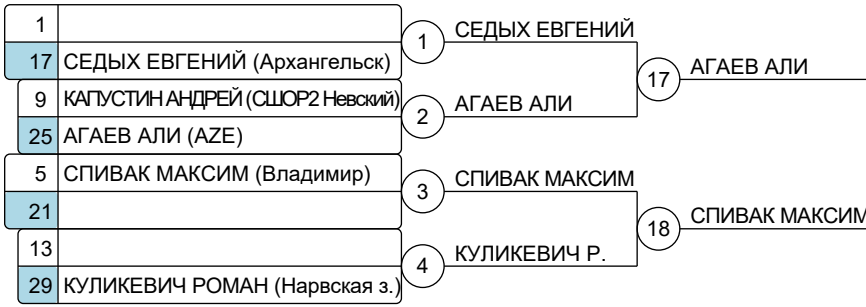 1
17 СЕДЫХ ЕВГЕНИЙ (Архангельск)
1 СЕДЫХ ЕВГЕНИЙ
9 КАПУСТИН АНДРЕЙ (СШОР2 Невский)
25 АГАЕВ АЛИ (AZE)
2 АГАЕВ АЛИ
17 АГАЕВ АЛИ
5 СПИВАК МАКСИМ (Владимир)
21
3 СПИВАК МАКСИМ
13
29 КУЛИКЕВИЧ РОМАН (Нарвская з.)
4 КУЛИКЕВИЧ Р.
18 СПИВАК МАКСИМ